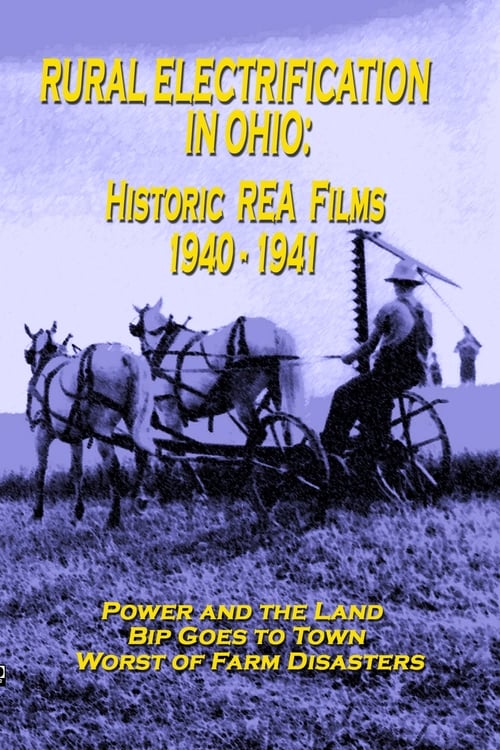 RURAL ELECTRIFICATION
IN OHIO:
HISTORIC REA FILMS
1940 - 1941
POWER AND THE LAND
BIP GOES TO TOWN
WORST OF FARM DISASTERS